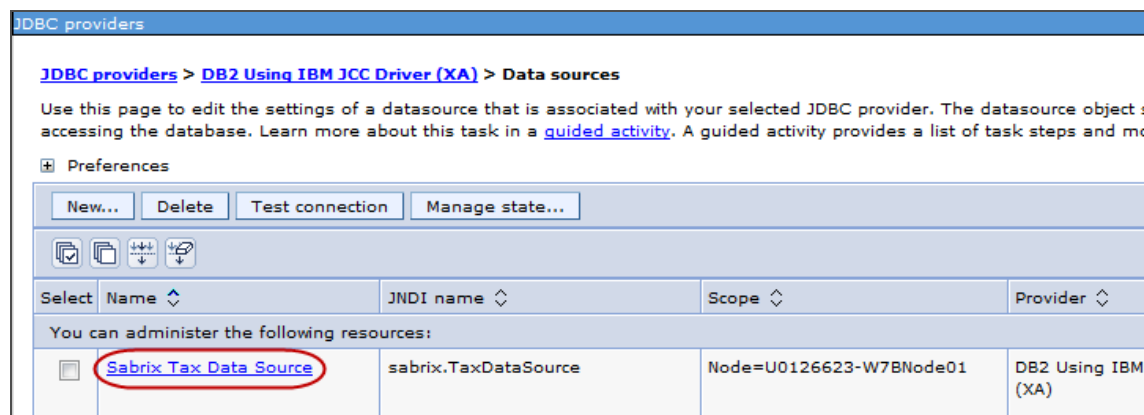 JDBC providers
JDBC providers > DB2 Using IBM JCC Driver (XA) > Data sources
Use this page to edit the settings of a datasource that is associated with your selected JDBC provider. The datasource object
accessing the database. Learn more about this task in a guided activity. A guided activity provides a list of task steps and
Preferences
New... Delete Test connection Manage state...
Select Name JNDI name Scope Provider
You can administer the following resources:
Sabrix Tax Data Source sabrix.TaxDataSource Node=U0126623-W7BNode01 DB2 Using IBM
(XA)